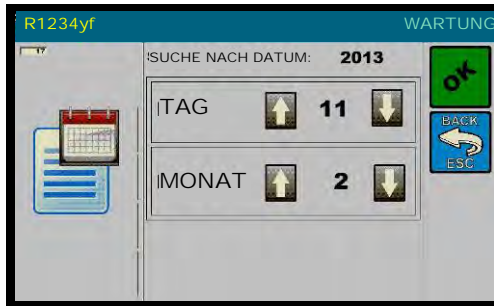 R1234yf WARTUNG
SUCHE NACH DATUM: 2013
OK
TAG 11
BACK
ESC
MONAT 2